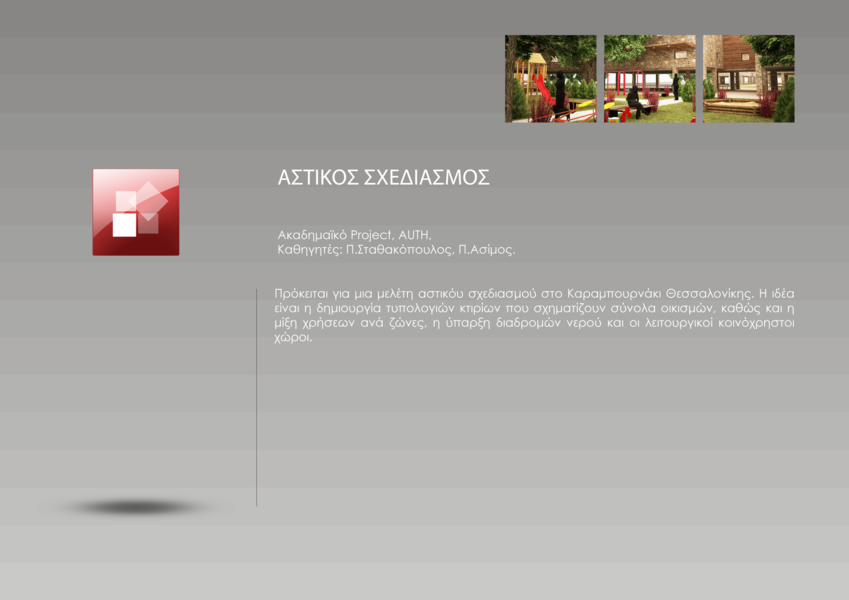 ΑΣΤΙΚΟΣ ΣΧΕΔΙΑΣΜΟΣ
Ακαδημαϊκό Project, AUTH.
Καθηγητές: Π.Σταθακόπουλος, Π.Ασίμος.
Πρόκειται για μια μελέτη αστικόυ σχεδιασμού στο Καραμπουρνάκι Θεσσαλονίκης. Η ιδέα
είναι η δημιουργία τυπολογιών κτιρίων που σχηματίζουν σύνολα οικισμών, καθώς και η
μίξη χρήσεων ανά ζώνες, η ύπαρξη διαδρομών νερού και οι λειτουργικοί κοινόχρηστοι
χώροι.